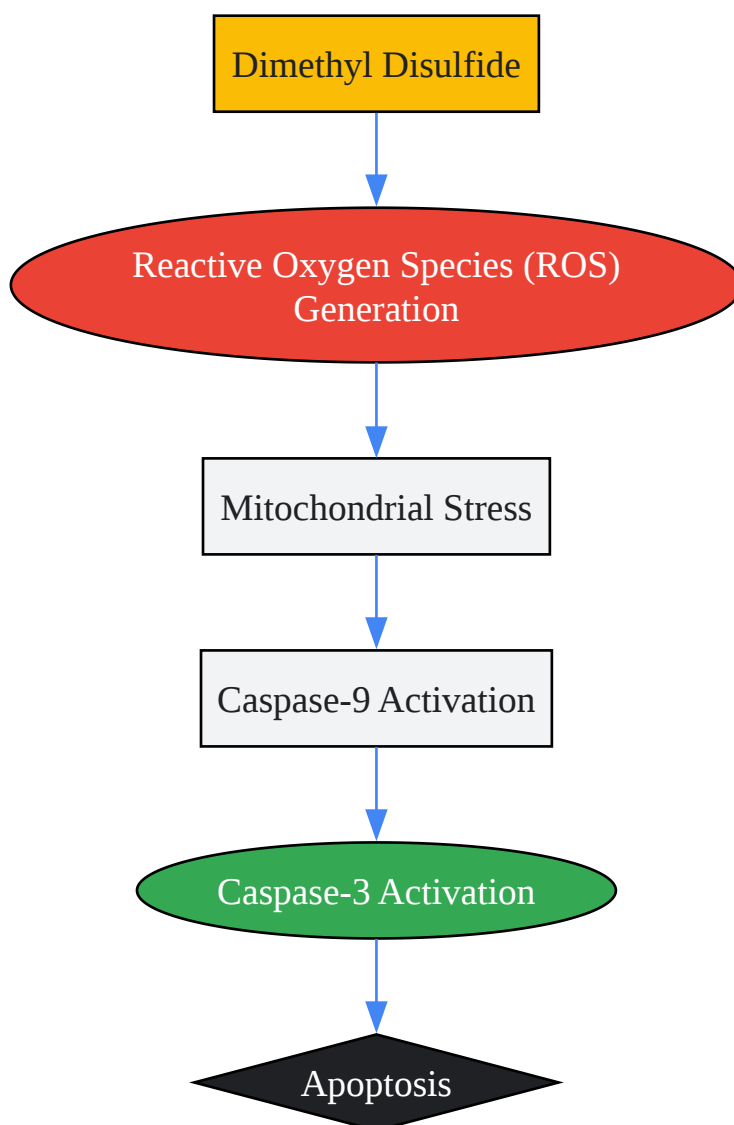 Dimethyl Disulfide
Reactive Oxygen Species (ROS)
Generation
Mitochondrial Stress
Caspase-9 Activation
Caspase-3 Activation
Apoptosis